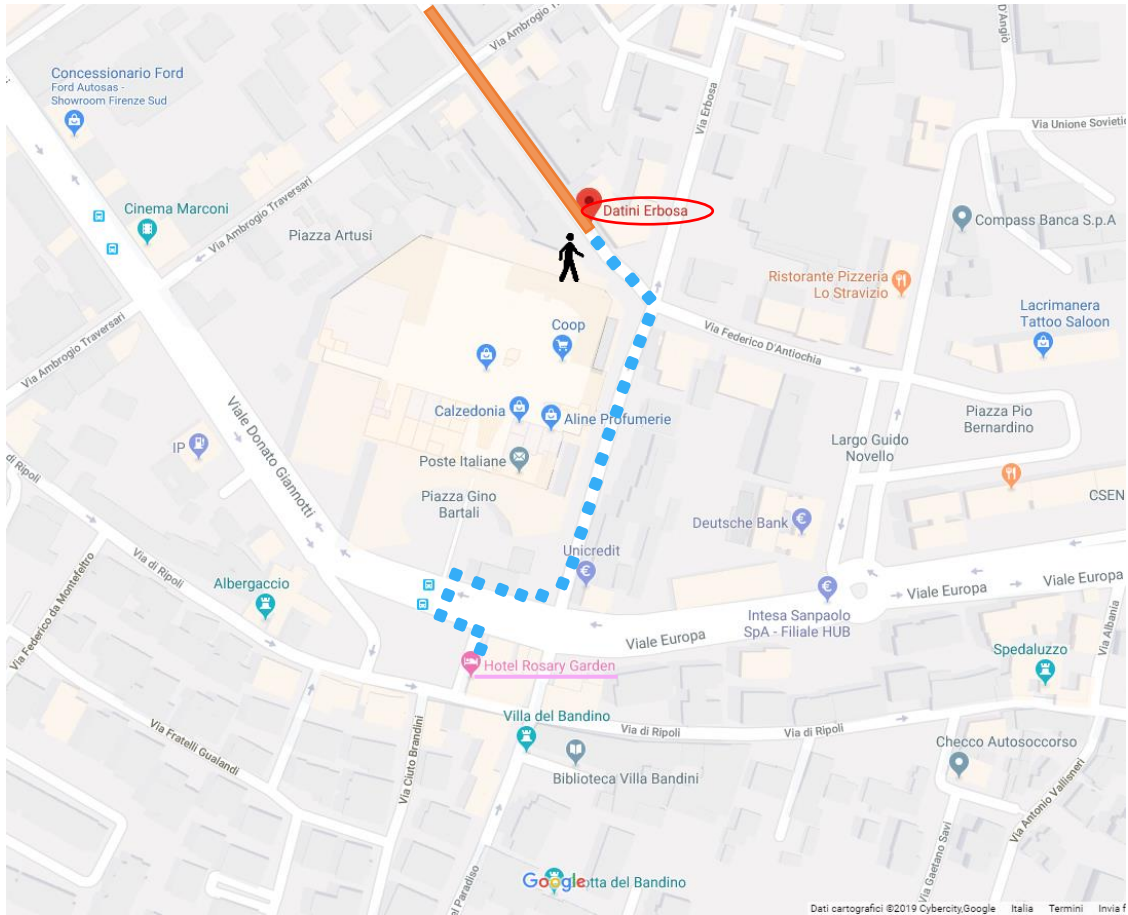 Via Ambrogio
D'Angiò
Concessionario Ford
Ford Autosas -
Showroom Firenze Sud
Via Erbosa
Via Unione Sovietic
Cinema Marconi
Datini Erbosa
Via Ambrogio Traversari
Piazza Artusi
Compass Banca S.p.A
Ristorante Pizzeria
Lo Stravizio
Via Ambrogio Traversari
Coop
Via Federico D'Antiochia
Lacrimanera
Tattoo Saloon
Viale Donato Giannotti
Calzedonia
Aline Profumerie
Piazza Pio
Bernardino
IP
Largo Guido
Novello
di Ripoli
Poste Italiane
Piazza Gino
Bartali
CSEN
Deutsche Bank
Via di Ripoli
Unicredit
Albergaccio
Viale Europa
Viale Europa
Via Federico da Montefeltro
Intesa Sanpaolo
SpA - Filiale HUB
Viale Europa
Via Albania
Hotel Rosary Garden
Spedaluzzo
Villa del Bandino
Via di Ripoli
Via di Ripoli
Via Fratelli Gualandi
Via Ciuto Brandini
Checco Autosoccorso
Biblioteca Villa Bandini
Via Antonio Vallisneri
Via Gaetano Savi
el Paradiso
Google
otta del Bandino
Dati cartografici ©2019 Cybercity,Google Italia Termini Invia f